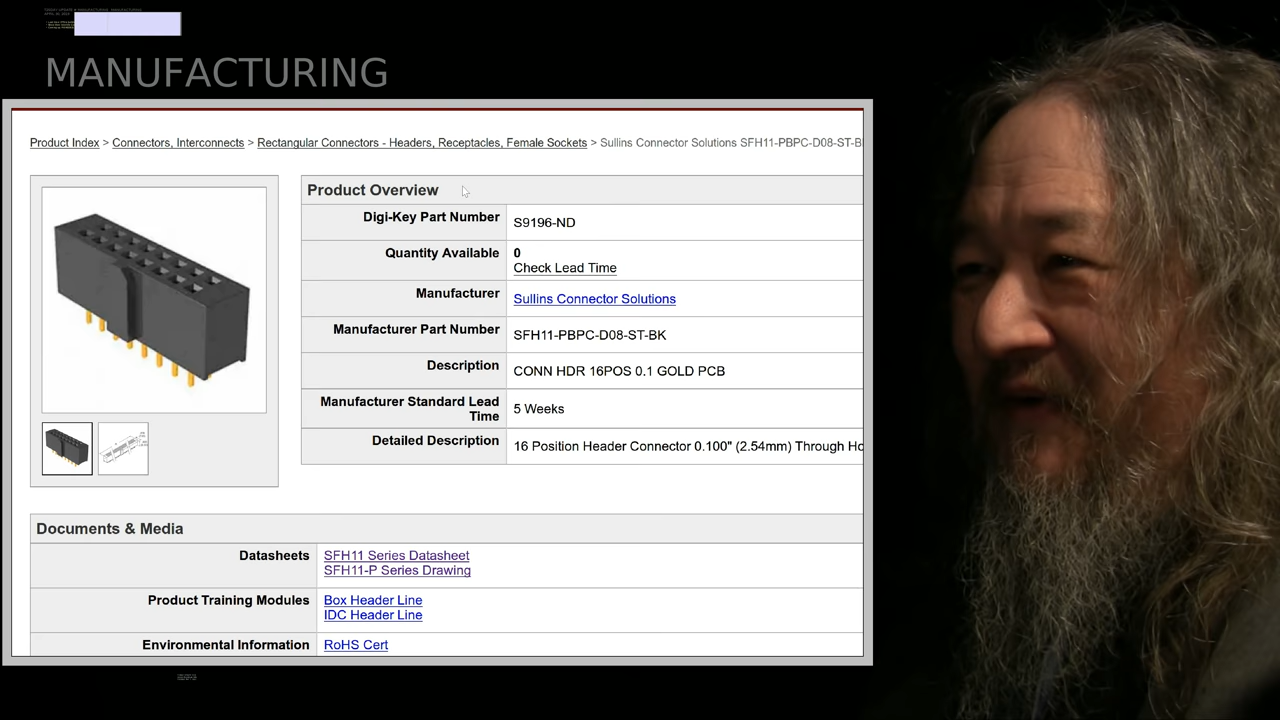 MANUFACTURING
Product Index > Connectors, Interconnects > Rectangular Connectors - Headers, Receptacles, Female Sockets > Sullins Connector Solutions SFH11-PBPC-D08-ST-B
Product Overview
Digi-Key Part Number S9196-ND
Quantity Available 0
Check Lead Time
Manufacturer Sullins Connector Solutions
Manufacturer Part Number SFH11-PBPC-D08-ST-BK
Description CONN HDR 16POS 0.1 GOLD PCB
Manufacturer Standard Lead
Time 5 Weeks
Detailed Description 16 Position Header Connector 0.100" (2.54mm) Through Ho
Documents & Media
Datasheets SFH11 Series Datasheet
SFH11-P Series Drawing
Product Training Modules Box Header Line
IDC Header Line
Environmental Information RoHS Cert